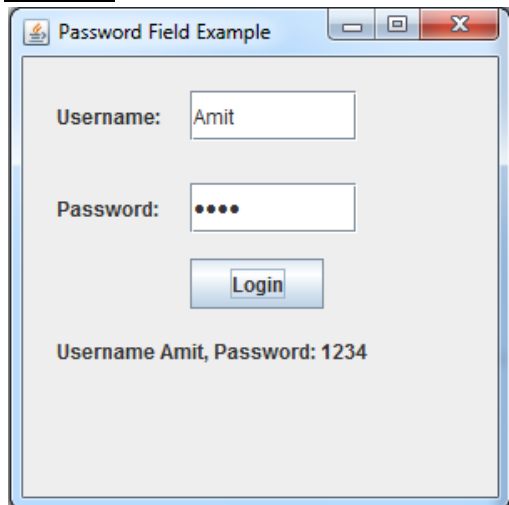 Password Field Example
Username: Amit
Password: ••••
Login
Username Amit, Password: 1234